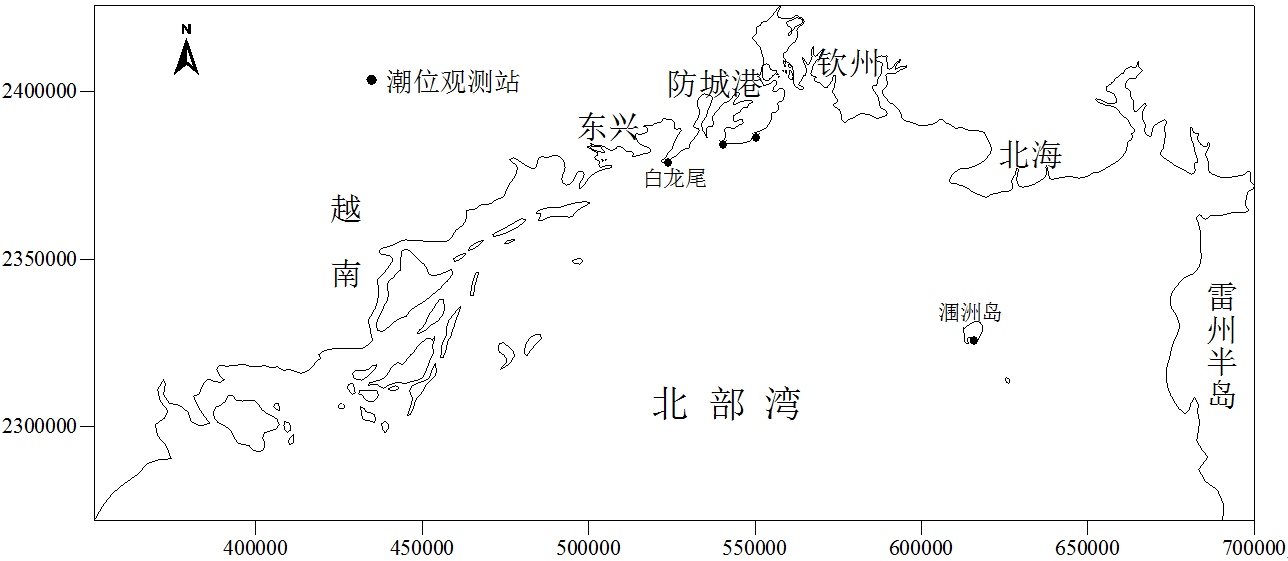 N
潮位观测站
2400000
钦州
防城港
东兴
北海
白龙尾
越
南
2350000
雷
州
半
岛
涠洲岛
北部湾
2300000
400000
450000
500000
550000
600000
650000
700000